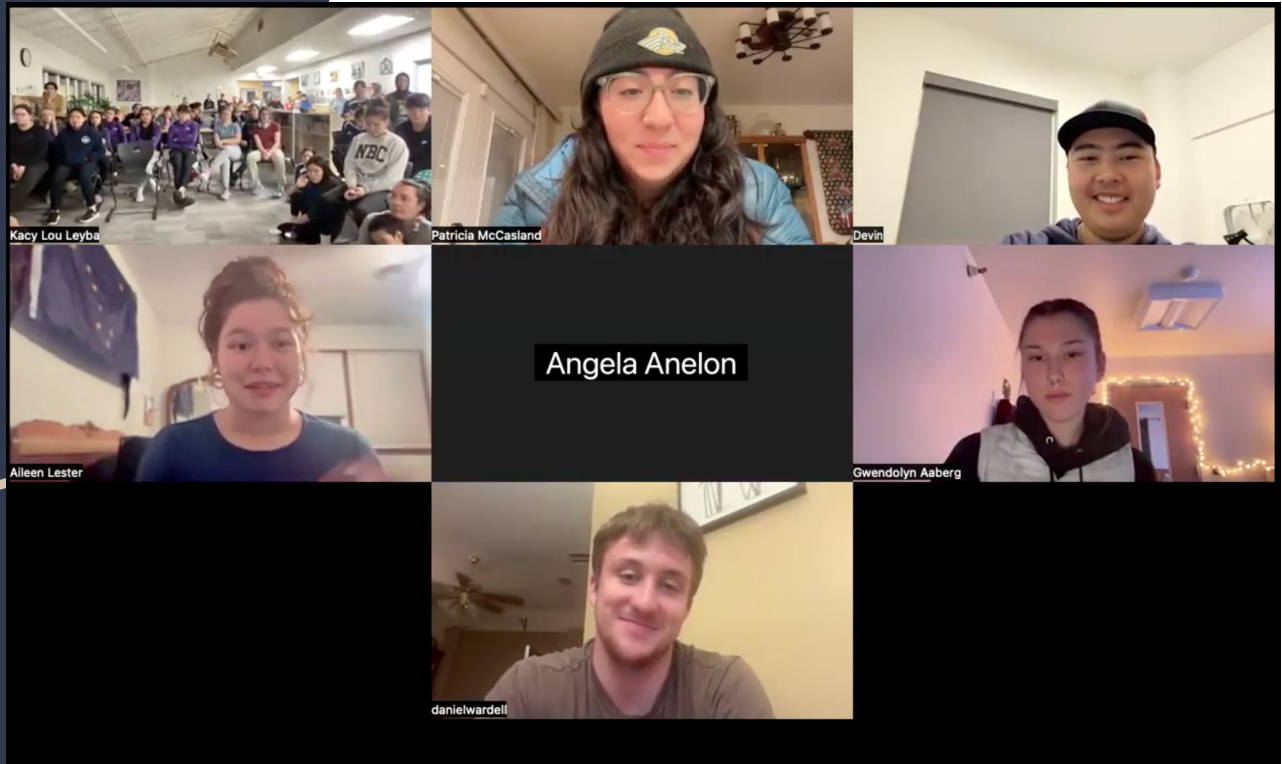 NBC
Kacy Lou Leyba
Patricia McCasland
Devin
Aileen Lester
Angela Anelon
Gwendolyn Aaberg
danielwardell